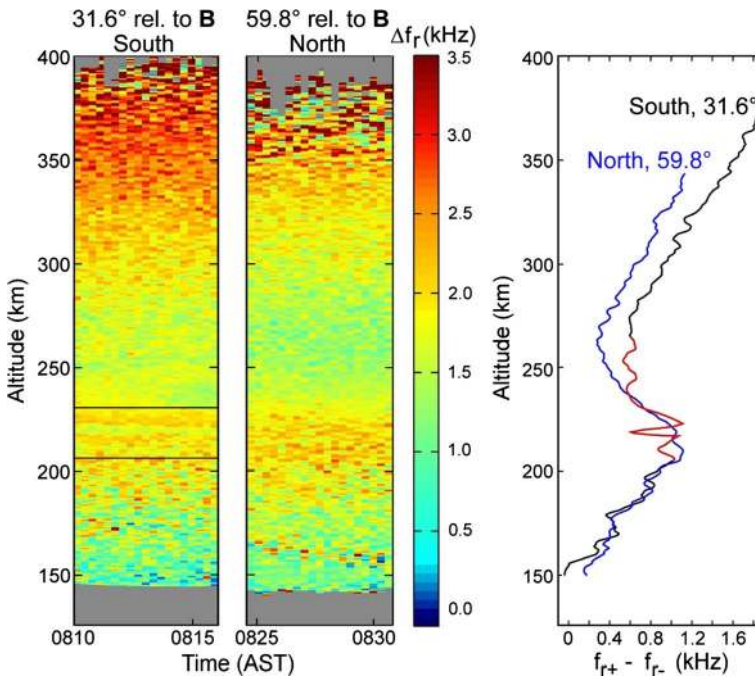 31.6° rel. to B
South
59.8° rel. to B
North
Δfr (kHz)
400
350
300
250
200
150
Altitude (km)
0810
0815
0825
0830
Time (AST)
3.5
3.0
2.5
2.0
1.5
1.0
0.5
0.0
South, 31.6°
North, 59.8°
400
350
300
250
200
150
Altitude (km)
0
0.6
1.2
1.8
fr+ - fr- (kHz)